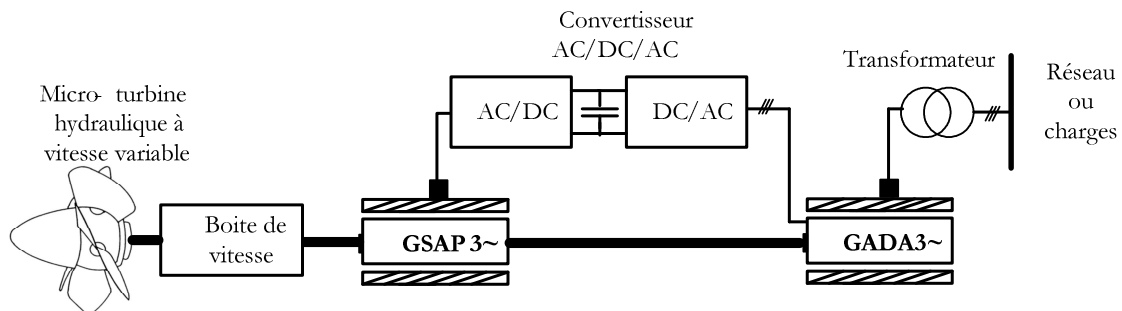 Convertisseur
AC/DC/AC
Transformateur
Réseau
ou
charges
Micro- turbine
hydraulique à
vitesse variable
AC/DC
DC/AC
Boite de
vitesse
GSAP 3~
GADA3~